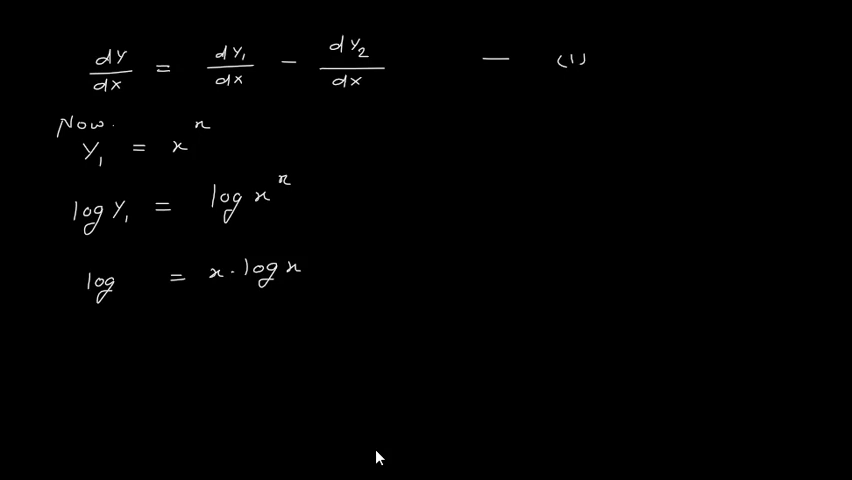 dy/dx = dy₁/dx - dy₂/dx — (1)
Now.
y₁ = x^x
log y₁ = log x^x
log = x · log x